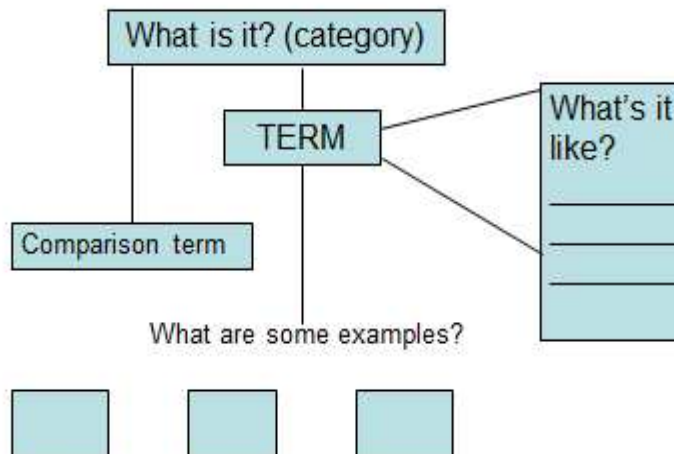 What is it? (category)
TERM
What's it
like?
Comparison term
What are some examples?